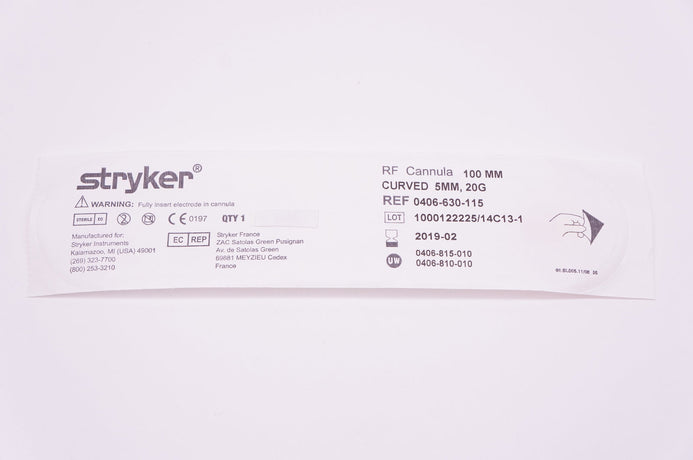 stryker®
WARNING: Fully insert electrode in cannula
STERILE EO 2 CE 0197 QTY 1
Manufactured for:
Stryker Instruments
Kalamazoo, MI (USA) 49001
(269) 323-7700
(800) 253-3210
EC REP
Stryker France
ZAC Satolas Green Pusignan
Av. de Satolas Green
69881 MEYZIEU Cedex
France
RF Cannula 100 MM
CURVED 5MM, 20G
REF 0406-630-115
LOT 1000122225/14C13-1
2019-02
UW 0406-815-010
0406-810-010